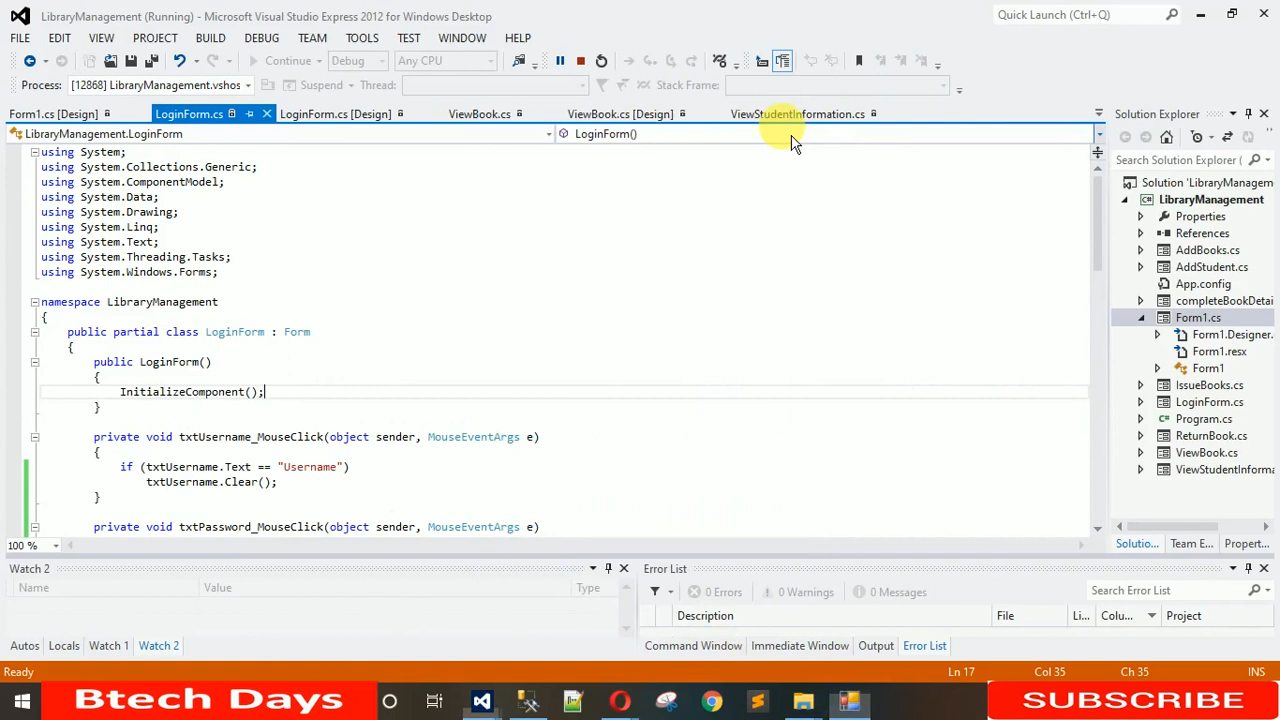 LibraryManagement (Running) - Microsoft Visual Studio Express 2012 for Windows Desktop
Quick Launch (Ctrl+Q)
FILE EDIT VIEW PROJECT BUILD DEBUG TEAM TOOLS TEST WINDOW HELP
Continue Debug Any CPU
Process: [12868] LibraryManagement.vshos Suspend Thread: Stack Frame:
Form1.cs [Design] LoginForm.cs LoginForm.cs [Design] ViewBook.cs ViewBook.cs [Design] ViewStudentInformation.cs
LibraryManagement.LoginForm LoginForm()
using System;
using System.Collections.Generic;
using System.ComponentModel;
using System.Data;
using System.Drawing;
using System.Linq;
using System.Text;
using System.Threading.Tasks;
using System.Windows.Forms;
namespace LibraryManagement
{
public partial class LoginForm : Form
{
public LoginForm()
{
InitializeComponent();
}
private void txtUsername_MouseClick(object sender, MouseEventArgs e)
{
if (txtUsername.Text == "Username")
txtUsername.Clear();
}
private void txtPassword_MouseClick(object sender, MouseEventArgs e)
100 %
Solution Explorer
Search Solution Explorer (
Solution 'LibraryManagem
LibraryManagement
Properties
References
AddBooks.cs
AddStudent.cs
App.config
completeBookDetai
Form1.cs
Form1.Designer.
Form1.resx
Form1
IssueBooks.cs
LoginForm.cs
Program.cs
ReturnBook.cs
ViewBook.cs
ViewStudentInforma
Solutio... Team E... Propert...
Watch 2
Name Value Type
Autos Locals Watch 1 Watch 2
Error List
0 Errors 0 Warnings 0 Messages
Search Error List
Description File Li... Colu... Project
Command Window Immediate Window Output Error List
Ready Ln 17 Col 35 Ch 35 INS
Btech Days
SUBSCRIBE